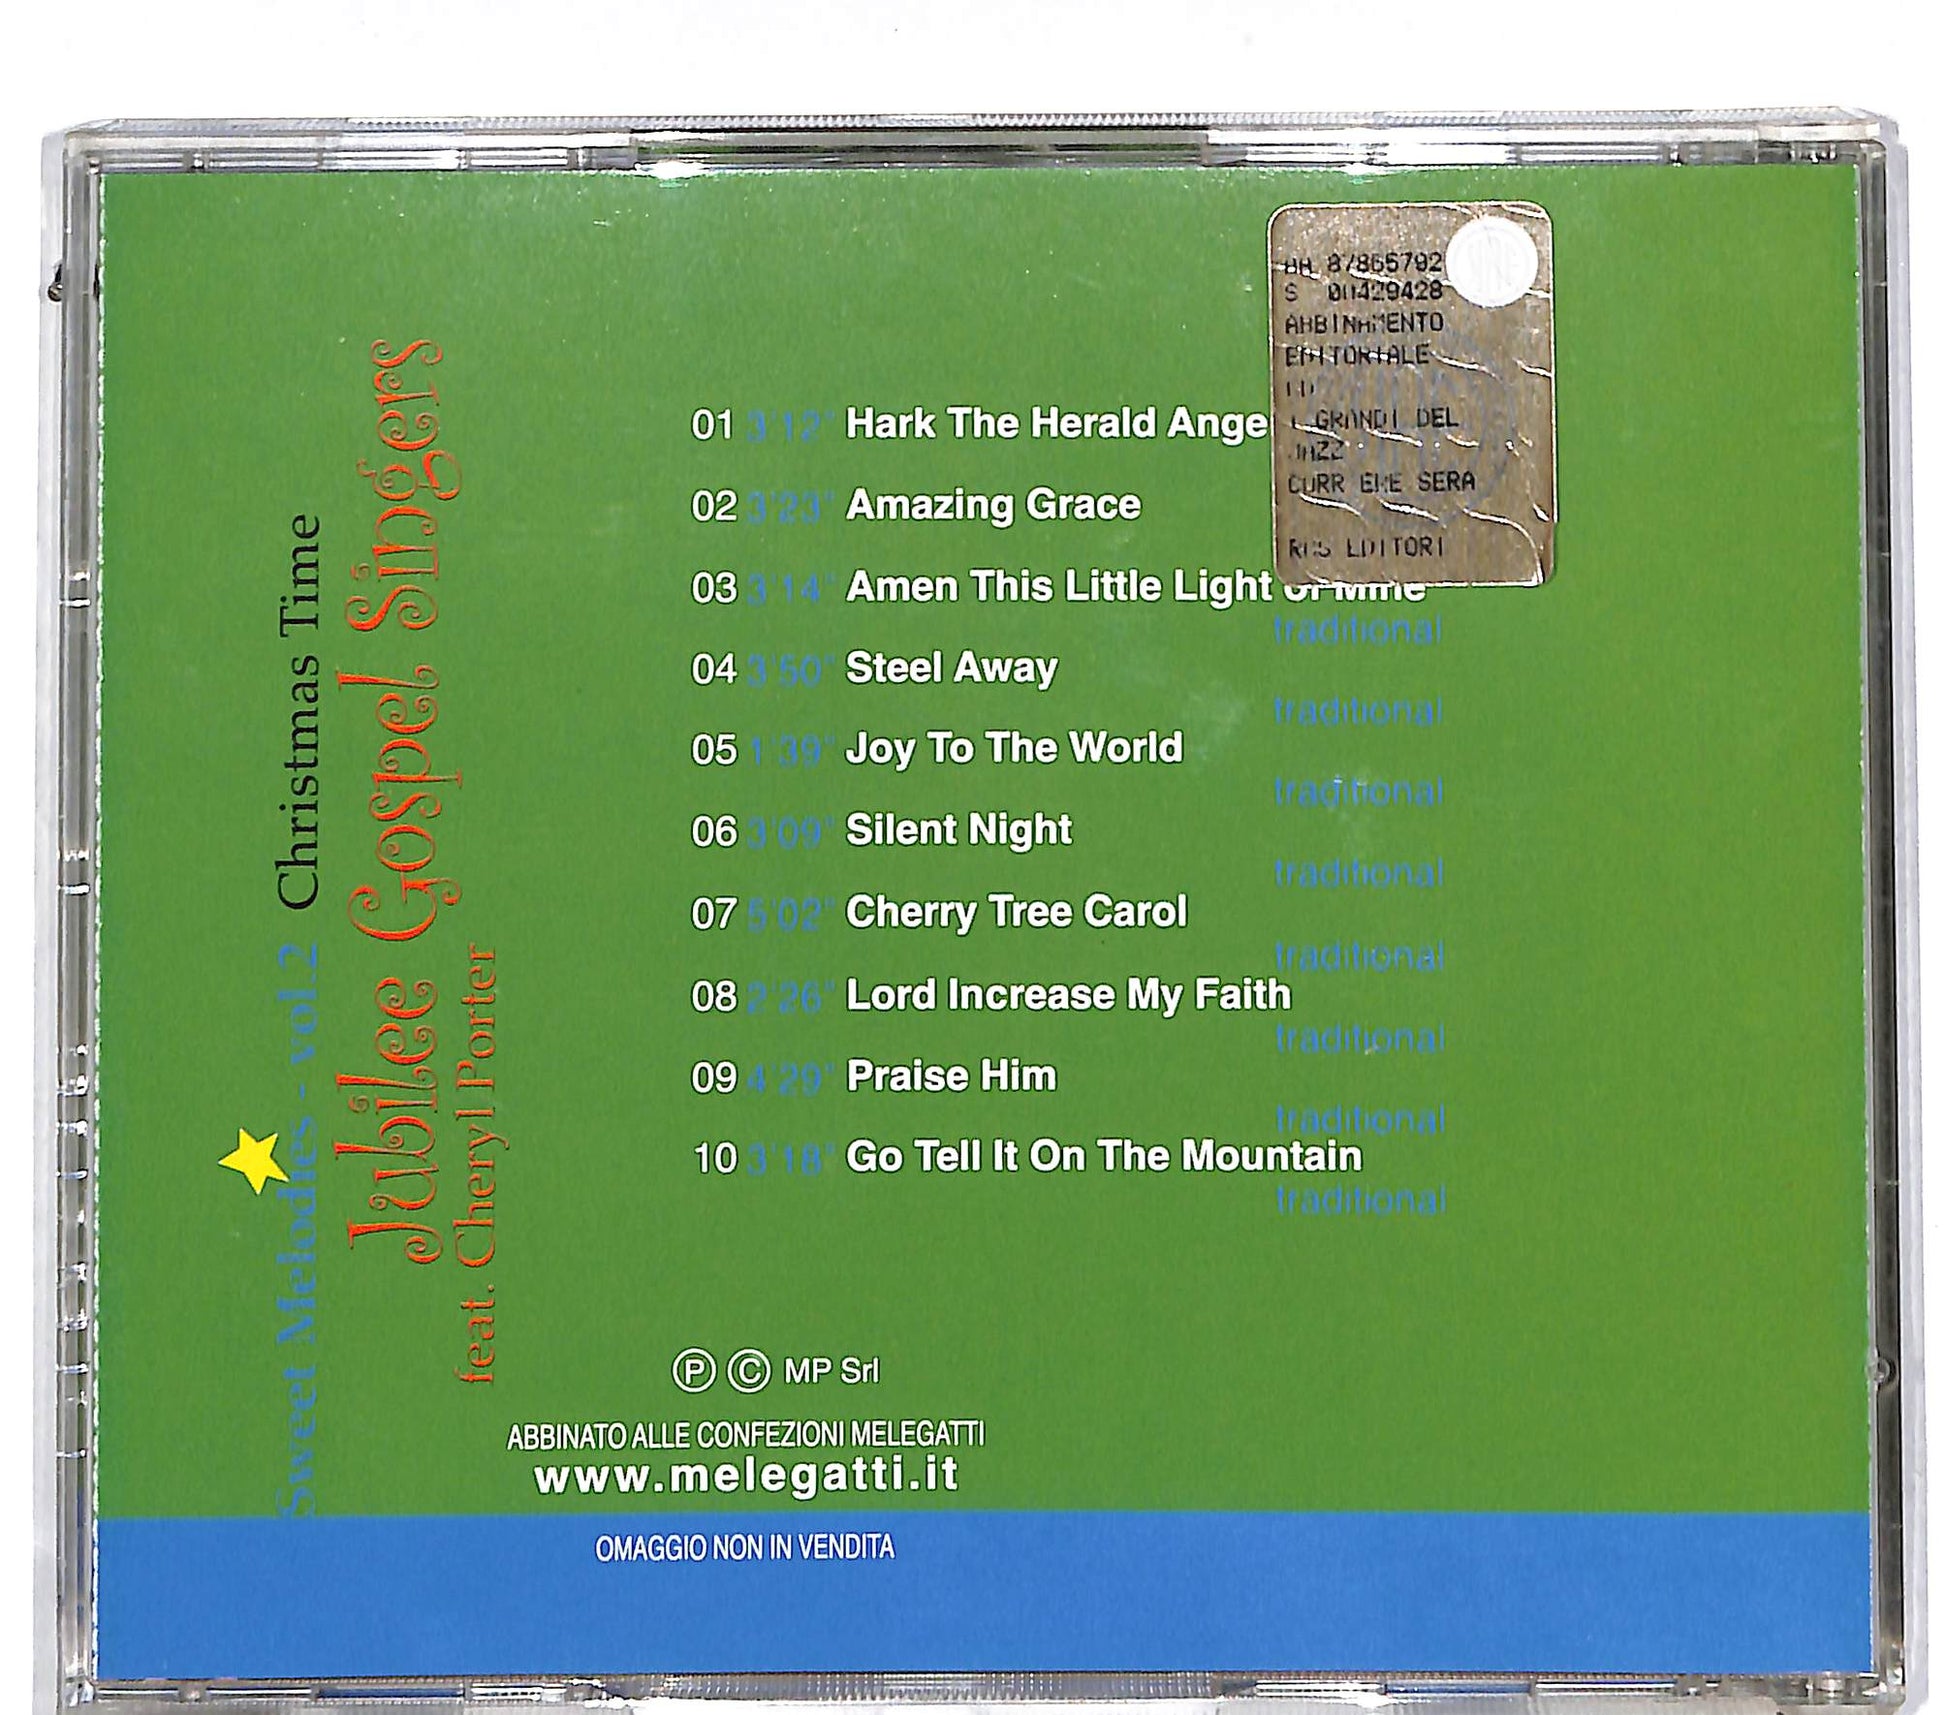 Sweet Melodies - vol.2 Christmas Time
Jubilee Gospel Singers
feat. Cheryl Porter
01 3'12" Hark The Herald
02 3'23" Amazing Grace
03 3'14" Amen This Little Light of Mine
traditional
04 3'50" Steel Away
traditional
05 1'39" Joy To The World
traditional
06 3'09" Silent Night
traditional
07 5'02" Cherry Tree Carol
traditional
08 2'26" Lord Increase My Faith
traditional
09 4'29" Praise Him
traditional
10 3'18" Go Tell It On The Mountain
traditional
S 00429428
ABBINAMENTO
EDITORIALE
I GRANDI DEL
JAZZ
SERA
RCS EDITORI
Ⓟ © MP Srl
ABBINATO ALLE CONFEZIONI MELEGATTI
www.melegatti.it
OMAGGIO NON IN VENDITA